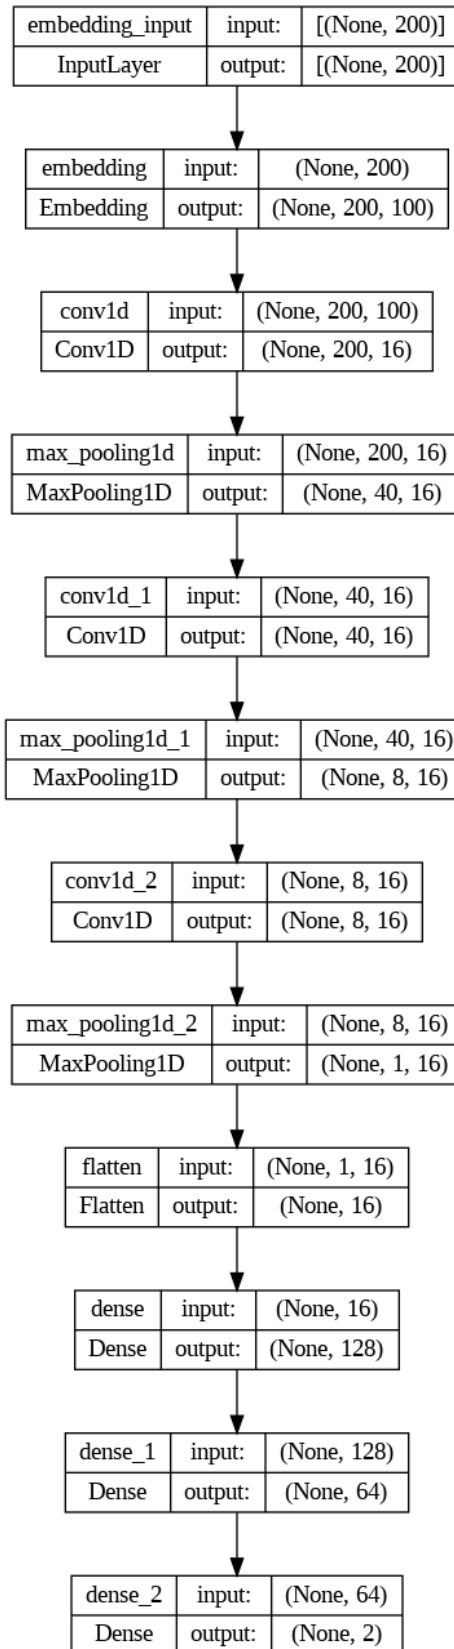 embedding_input input: [(None, 200)]
InputLayer output: [(None, 200)]
embedding input: (None, 200)
Embedding output: (None, 200, 100)
conv1d input: (None, 200, 100)
Conv1D output: (None, 200, 16)
max_pooling1d input: (None, 200, 16)
MaxPooling1D output: (None, 40, 16)
conv1d_1 input: (None, 40, 16)
Conv1D output: (None, 40, 16)
max_pooling1d_1 input: (None, 40, 16)
MaxPooling1D output: (None, 8, 16)
conv1d_2 input: (None, 8, 16)
Conv1D output: (None, 8, 16)
max_pooling1d_2 input: (None, 8, 16)
MaxPooling1D output: (None, 1, 16)
flatten input: (None, 1, 16)
Flatten output: (None, 16)
dense input: (None, 16)
Dense output: (None, 128)
dense_1 input: (None, 128)
Dense output: (None, 64)
dense_2 input: (None, 64)
Dense output: (None, 2)